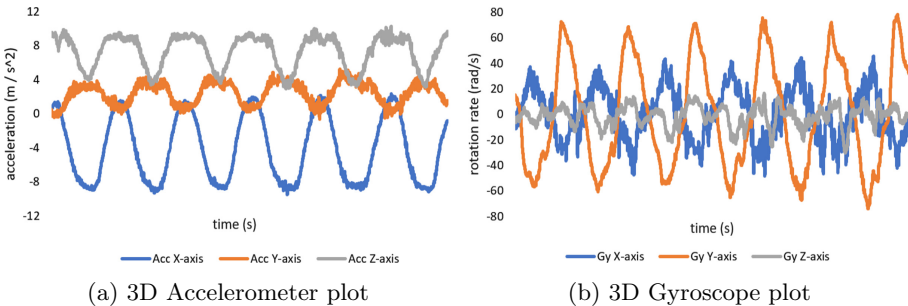 12
8
4
0
-4
-8
-12
acceleration (m / s^2)
time (s)
Acc X-axis Acc Y-axis Acc Z-axis
(a) 3D Accelerometer plot
80
60
40
20
0
-20
-40
-60
-80
rotation rate (rad/s)
time (s)
Gy X-axis Gy Y-axis Gy Z-axis
(b) 3D Gyroscope plot